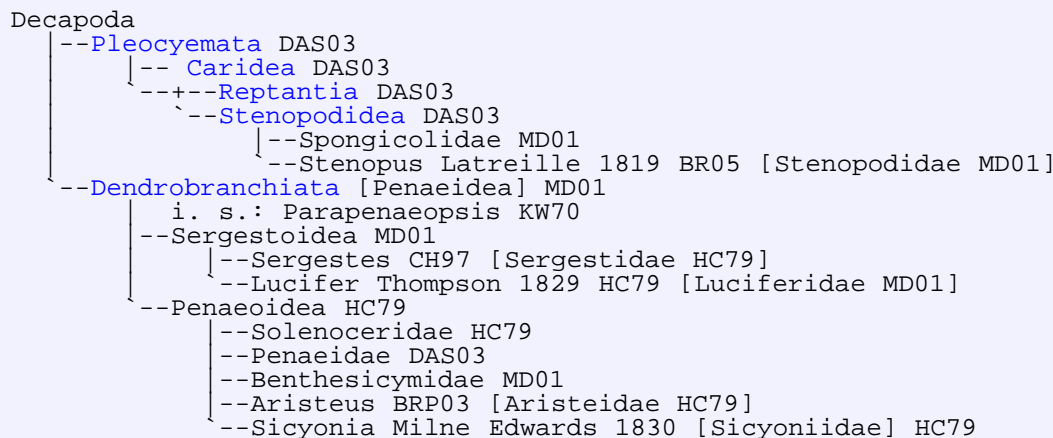 Decapoda
|--Pleocyemata DAS03
|    |-- Caridea DAS03
|    `--+--Reptantia DAS03
|       `--Stenopodidea DAS03
|            |--Spongicolidae MD01
|            `--Stenopus Latreille 1819 BR05 [Stenopodidae MD01]
`--Dendrobranchiata [Penaeidea] MD01
     |  i. s.: Parapenaeopsis KW70
     |--Sergestoidea MD01
     |    |--Sergestes CH97 [Sergestidae HC79]
     |    `--Lucifer Thompson 1829 HC79 [Luciferidae MD01]
     `--Penaeoidea HC79
          |--Solenoceridae HC79
          |--Penaeidae DAS03
          |--Benthesicymidae MD01
          |--Aristeus BRP03 [Aristeidae HC79]
          `--Sicyonia Milne Edwards 1830 [Sicyoniidae] HC79